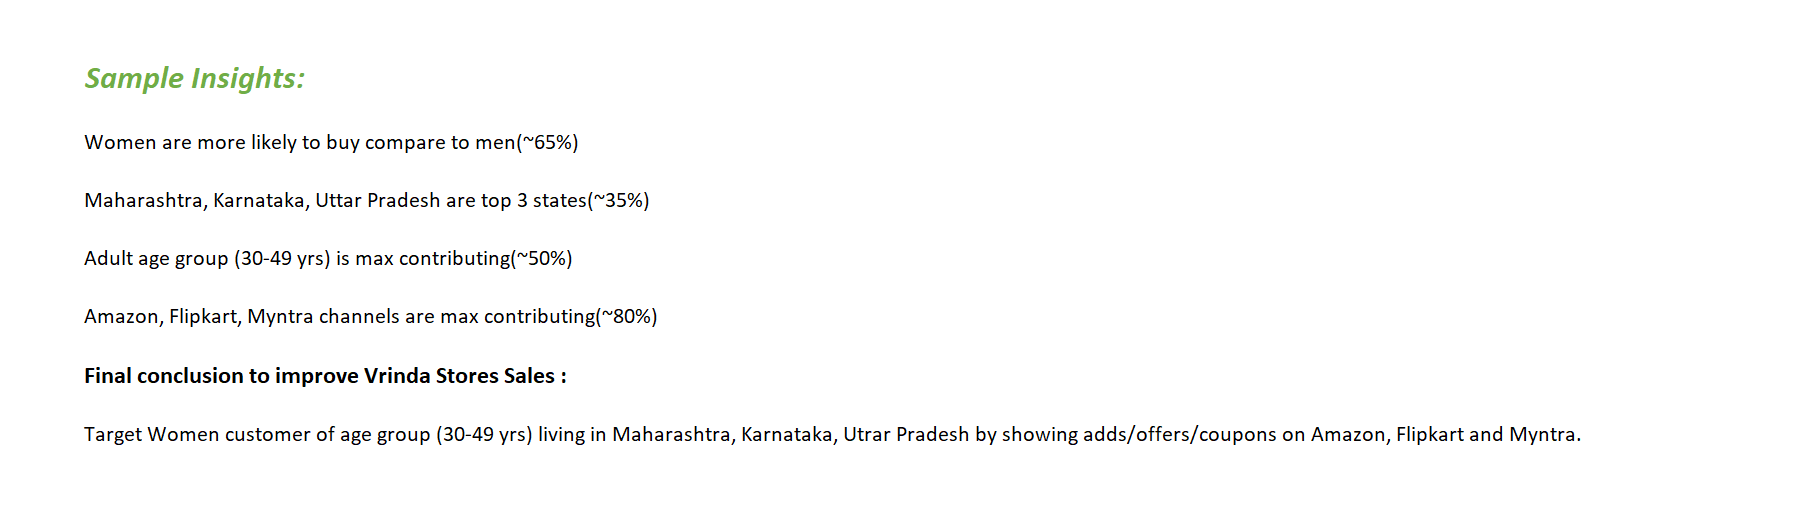 Sample Insights:
Women are more likely to buy compare to men(~65%)
Maharashtra, Karnataka, Uttar Pradesh are top 3 states(~35%)
Adult age group (30-49 yrs) is max contributing(~50%)
Amazon, Flipkart, Myntra channels are max contributing(~80%)
Final conclusion to improve Vrinda Stores Sales :
Target Women customer of age group (30-49 yrs) living in Maharashtra, Karnataka, Utrar Pradesh by showing adds/offers/coupons on Amazon, Flipkart and Myntra.